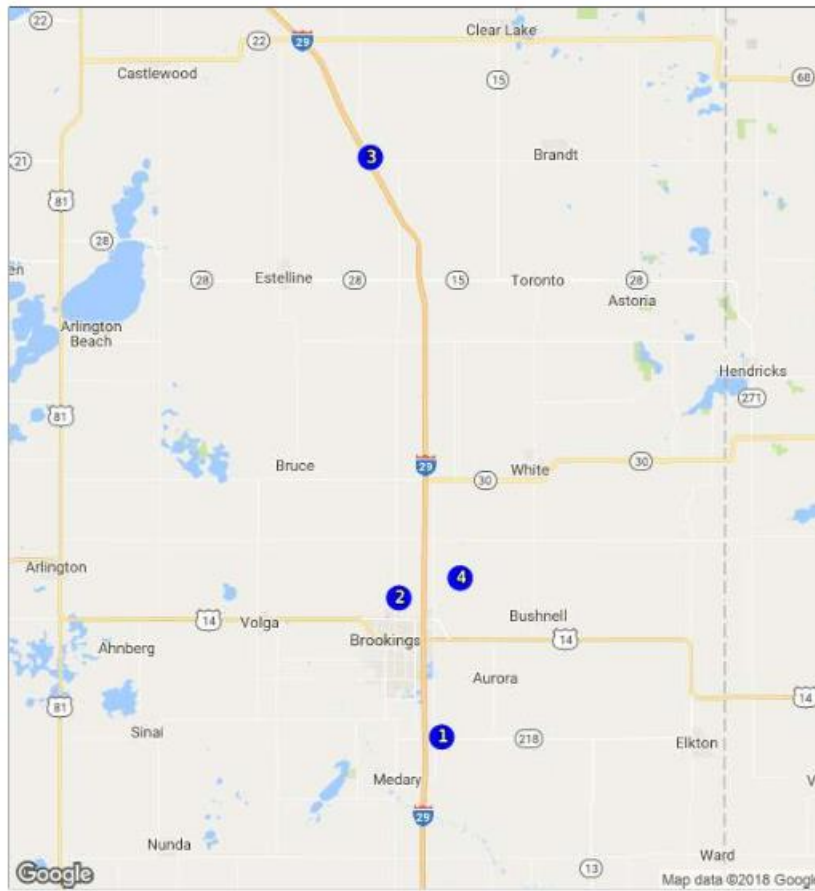 22
22
29
Clear Lake
Castlewood
15
68
3
Brandt
21
81
28
en
28
Estelline
28
15
Toronto
28
Astoria
Arlington
Beach
Hendricks
271
81
Bruce
29
White
30
30
Arlington
2
4
14
Volga
Bushnell
Brookings
14
Ahnberg
Aurora
14
81
Sinai
1
218
Elkton
Medary
V
29
Nunda
Ward
13
Google
Map data ©2018 Google